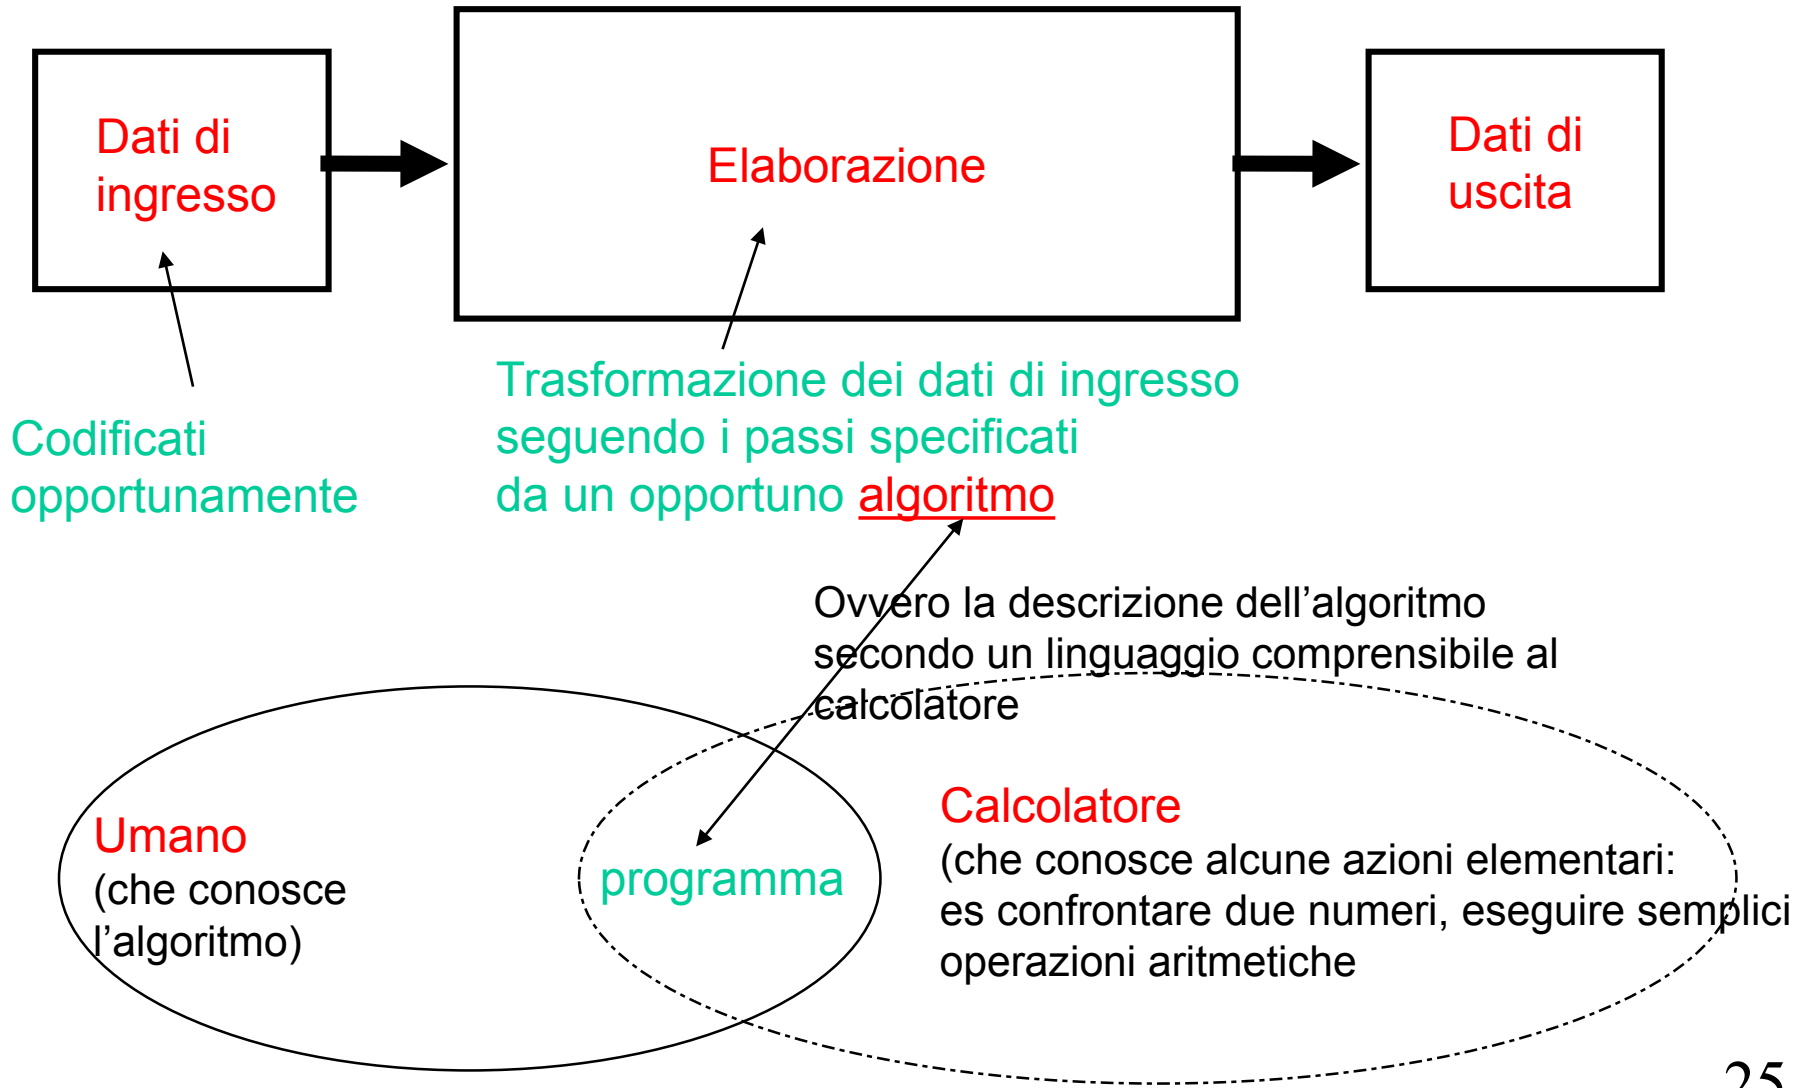 Dati di
ingresso
Elaborazione
Dati di
uscita
Codificati
opportunamente
Trasformazione dei dati di ingresso
seguendo i passi specificati
da un opportuno algoritmo
Ovvero la descrizione dell’algoritmo
secondo un linguaggio comprensibile al
calcolatore
Umano
(che conosce
l’algoritmo)
programma
Calcolatore
(che conosce alcune azioni elementari:
es confrontare due numeri, eseguire semplici
operazioni aritmetiche
25